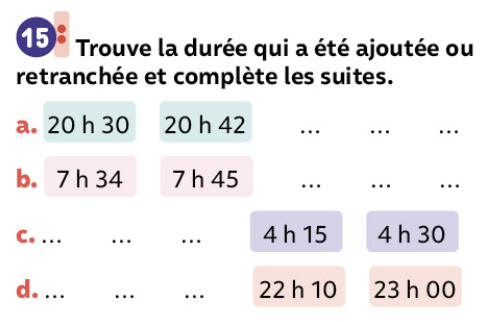 15
Trouve la durée qui a été ajoutée ou
retranchée et complète les suites.
a. 20 h 30 20 h 42 ... ... ...
b. 7 h 34 7 h 45 ... ... ...
c. ... ... ... 4 h 15 4 h 30
d. ... ... ... 22 h 10 23 h 00